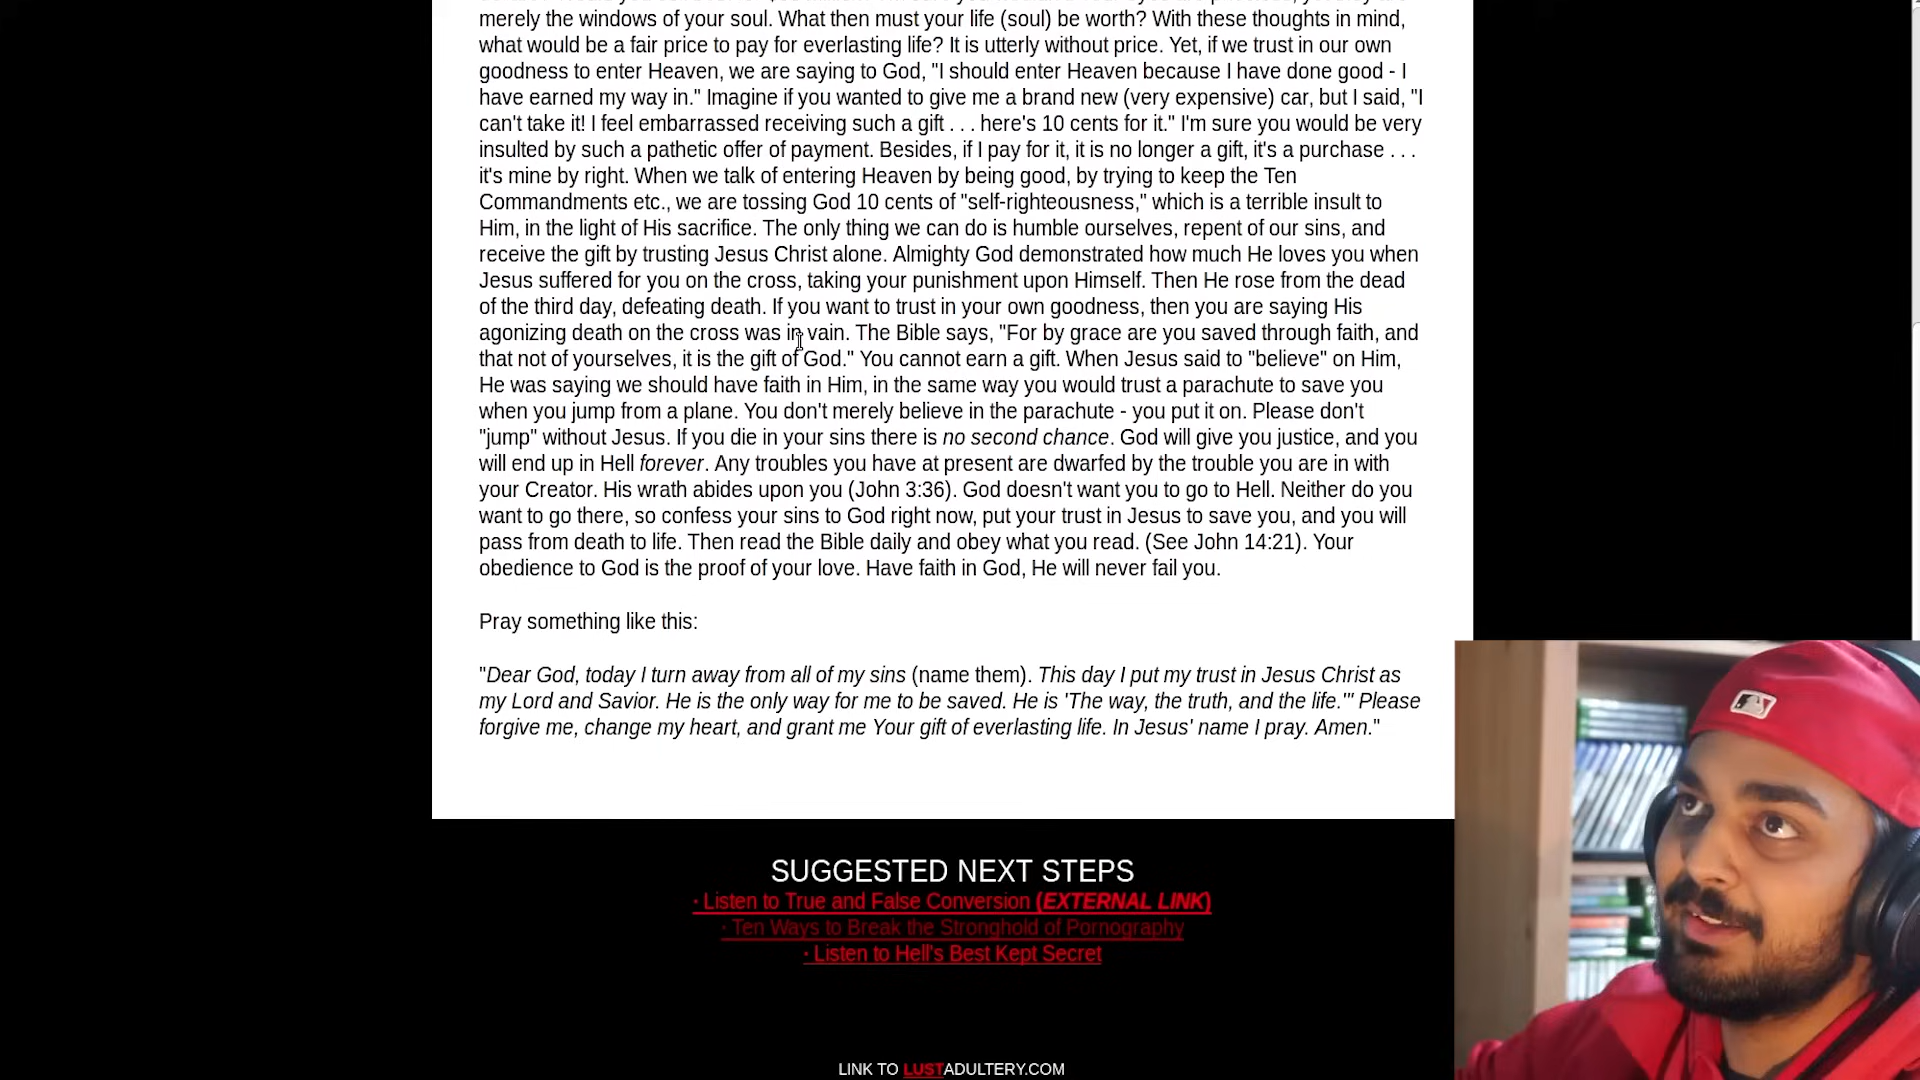 merely the windows of your soul. What then must your life (soul) be worth? With these thoughts in mind,
what would be a fair price to pay for everlasting life? It is utterly without price. Yet, if we trust in our own
goodness to enter Heaven, we are saying to God, "I should enter Heaven because I have done good - I
have earned my way in." Imagine if you wanted to give me a brand new (very expensive) car, but I said, "I
can't take it! I feel embarrassed receiving such a gift . . . here's 10 cents for it." I'm sure you would be very
insulted by such a pathetic offer of payment. Besides, if I pay for it, it is no longer a gift, it's a purchase . . .
it's mine by right. When we talk of entering Heaven by being good, by trying to keep the Ten
Commandments etc., we are tossing God 10 cents of "self-righteousness," which is a terrible insult to
Him, in the light of His sacrifice. The only thing we can do is humble ourselves, repent of our sins, and
receive the gift by trusting Jesus Christ alone. Almighty God demonstrated how much He loves you when
Jesus suffered for you on the cross, taking your punishment upon Himself. Then He rose from the dead
of the third day, defeating death. If you want to trust in your own goodness, then you are saying His
agonizing death on the cross was in vain. The Bible says, "For by grace are you saved through faith, and
that not of yourselves, it is the gift of God." You cannot earn a gift. When Jesus said to "believe" on Him,
He was saying we should have faith in Him, in the same way you would trust a parachute to save you
when you jump from a plane. You don't merely believe in the parachute - you put it on. Please don't
"jump" without Jesus. If you die in your sins there is no second chance. God will give you justice, and you
will end up in Hell forever. Any troubles you have at present are dwarfed by the trouble you are in with
your Creator. His wrath abides upon you (John 3:36). God doesn't want you to go to Hell. Neither do you
want to go there, so confess your sins to God right now, put your trust in Jesus to save you, and you will
pass from death to life. Then read the Bible daily and obey what you read. (See John 14:21). Your
obedience to God is the proof of your love. Have faith in God, He will never fail you.
Pray something like this:
"Dear God, today I turn away from all of my sins (name them). This day I put my trust in Jesus Christ as
my Lord and Savior. He is the only way for me to be saved. He is 'The way, the truth, and the life.'" Please
forgive me, change my heart, and grant me Your gift of everlasting life. In Jesus' name I pray. Amen."
SUGGESTED NEXT STEPS
· Listen to True and False Conversion (EXTERNAL LINK)
· Ten Ways to Break the Stronghold of Pornography
· Listen to Hell's Best Kept Secret
LINK TO LUSTADULTERY.COM